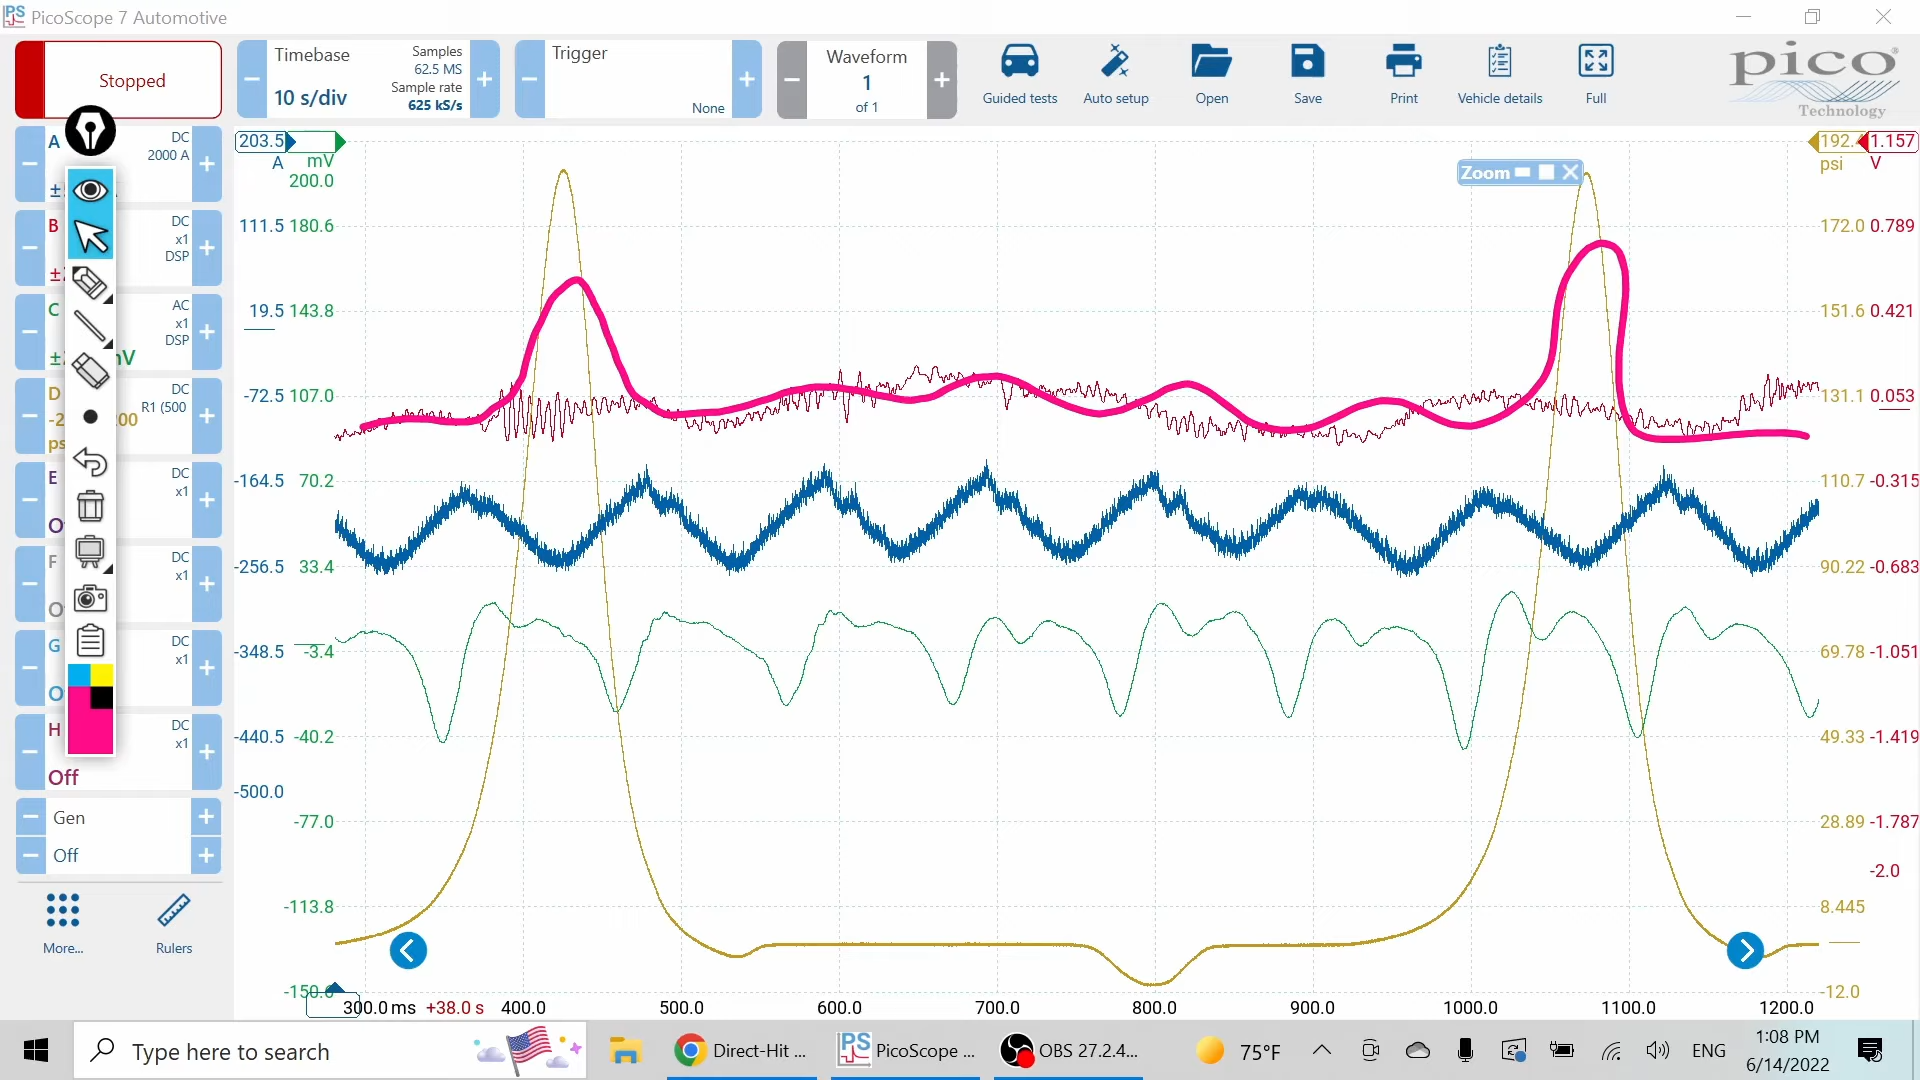 PicoScope 7 Automotive
Stopped
Timebase
10 s/div
Samples
62.5 MS
Sample rate
625 kS/s
Trigger
None
Waveform
1
of 1
Guided tests
Auto setup
Open
Save
Print
Vehicle details
Full
pico
Technology
A
DC
2000 A
B
DC
x1
DSP
C
AC
x1
DSP
D
DC
R1 (500
psi
E
DC
x1
F
DC
x1
G
DC
x1
H
DC
x1
Off
Gen
Off
More...
Rulers
203.5
A
111.5
19.5
-72.5
-164.5
-256.5
-348.5
-440.5
-500.0
mV
200.0
180.6
143.8
107.0
70.2
33.4
-3.4
-40.2
-77.0
-113.8
-150.6
Zoom
psi
172.0
151.6
131.1
110.7
90.22
69.78
49.33
28.89
8.445
-12.0
1.157
V
0.789
0.421
0.053
-0.315
-0.683
-1.051
-1.419
-1.787
-2.0
300.0 ms
+38.0 s
400.0
500.0
600.0
700.0
800.0
900.0
1000.0
1100.0
1200.0
Type here to search
Direct-Hit ...
PicoScope ...
OBS 27.2.4...
75°F
ENG
1:08 PM
6/14/2022